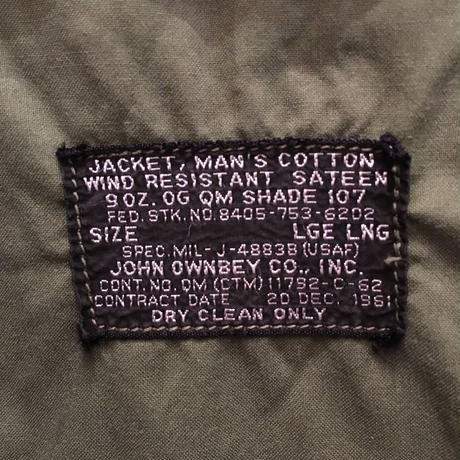 JACKET, MAN'S COTTON
WIND RESISTANT SATEEN
9 OZ. OG QM SHADE 107
FED. STK. NO. 8405-753-6202
SIZE LGE LNG
SPEC. MIL-J-4883B (USAF)
JOHN OWNBEY CO., INC.
CONT. NO. QM (CTM) 11792-C-62
CONTRACT DATE 20 DEC. 1961
DRY CLEAN ONLY